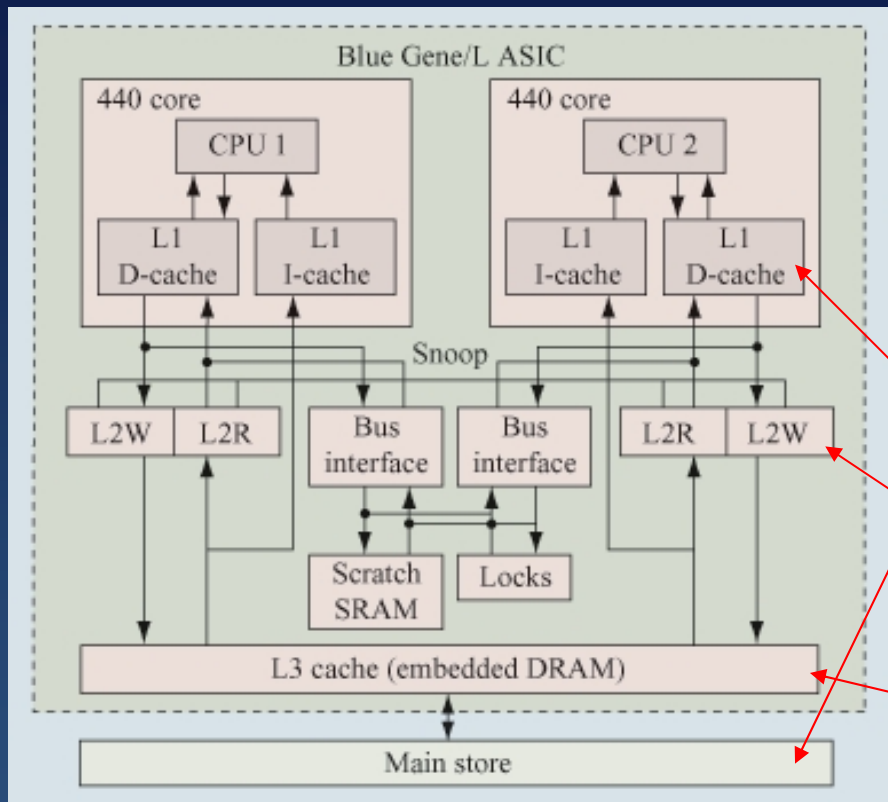 Blue Gene/L ASIC
440 core
440 core
CPU 1
CPU 2
L1
D-cache
L1
I-cache
L1
I-cache
L1
D-cache
Snoop
L2W
L2R
Bus
interface
Bus
interface
L2R
L2W
Scratch
SRAM
Locks
L3 cache (embedded DRAM)
Main store